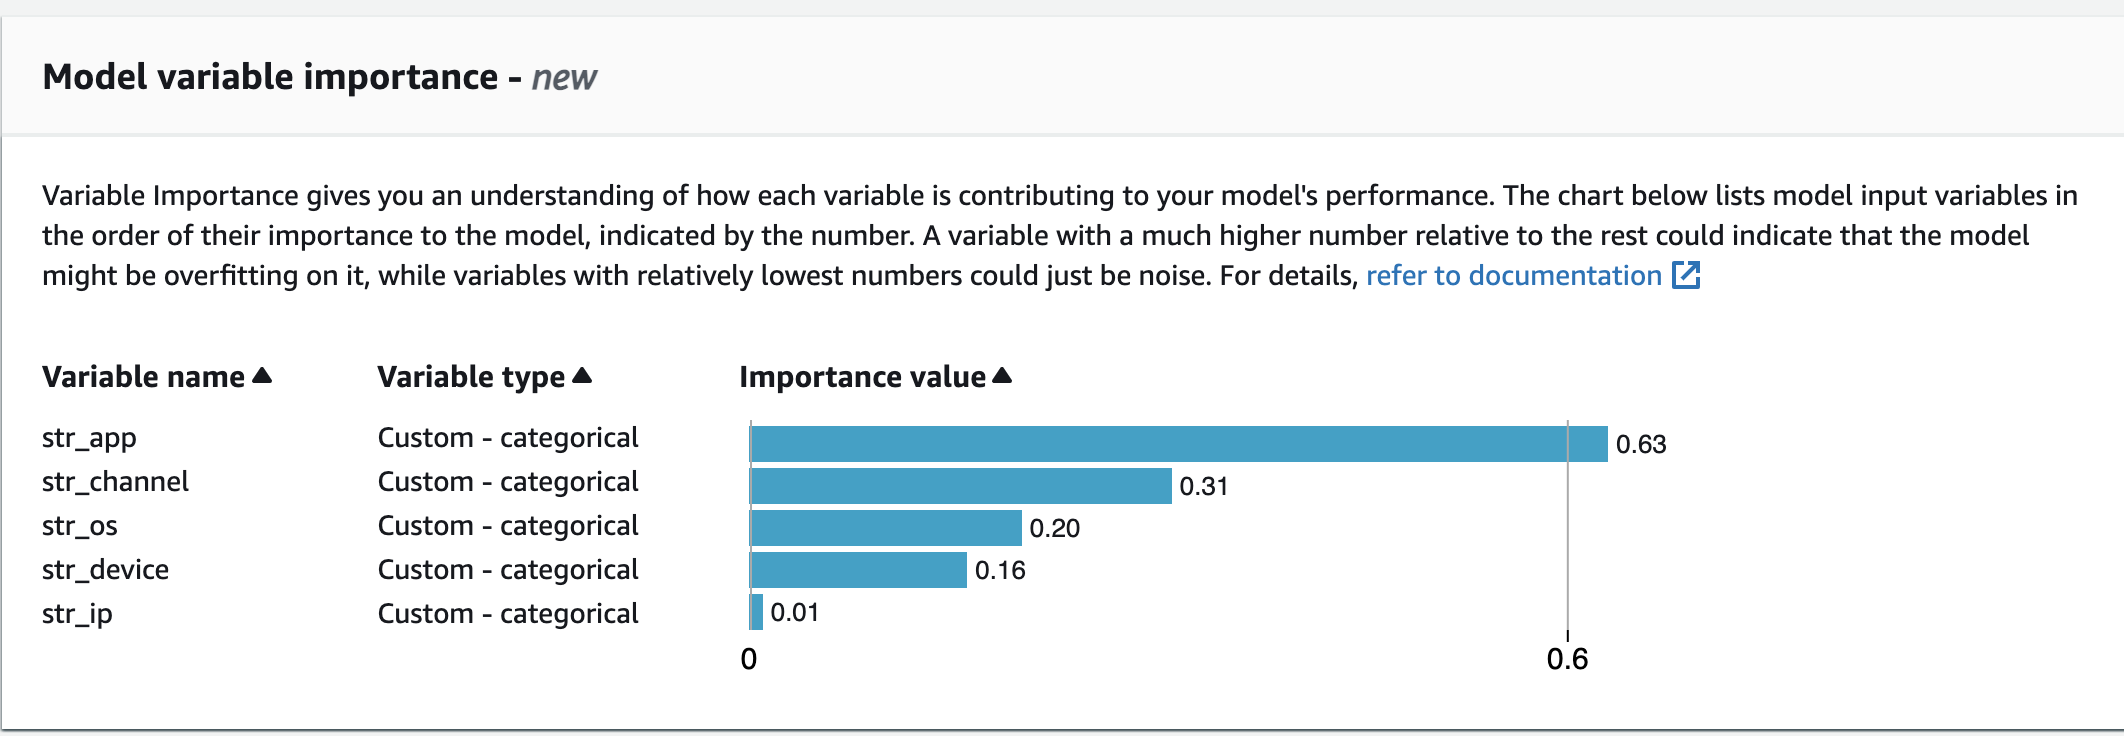 Model variable importance - new
Variable Importance gives you an understanding of how each variable is contributing to your model's performance. The chart below lists model input variables in
the order of their importance to the model, indicated by the number. A variable with a much higher number relative to the rest could indicate that the model
might be overfitting on it, while variables with relatively lowest numbers could just be noise. For details, refer to documentation
Variable name Variable type Importance value
str_app Custom - categorical 0.63
str_channel Custom - categorical 0.31
str_os Custom - categorical 0.20
str_device Custom - categorical 0.16
str_ip Custom - categorical 0.01
0 0.6